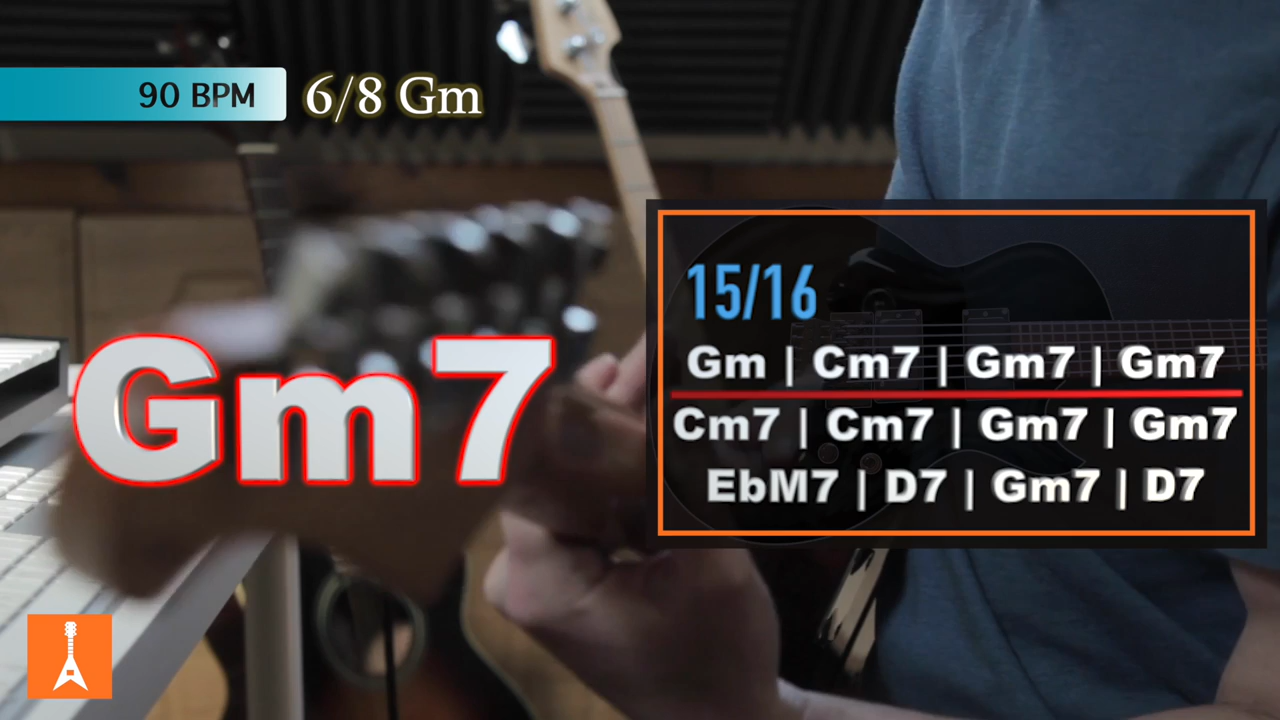 90 BPM
6/8 Gm
Gm7
15/16
Gm | Cm7 | Gm7 | Gm7
Cm7 | Cm7 | Gm7 | Gm7
EbM7 | D7 | Gm7 | D7